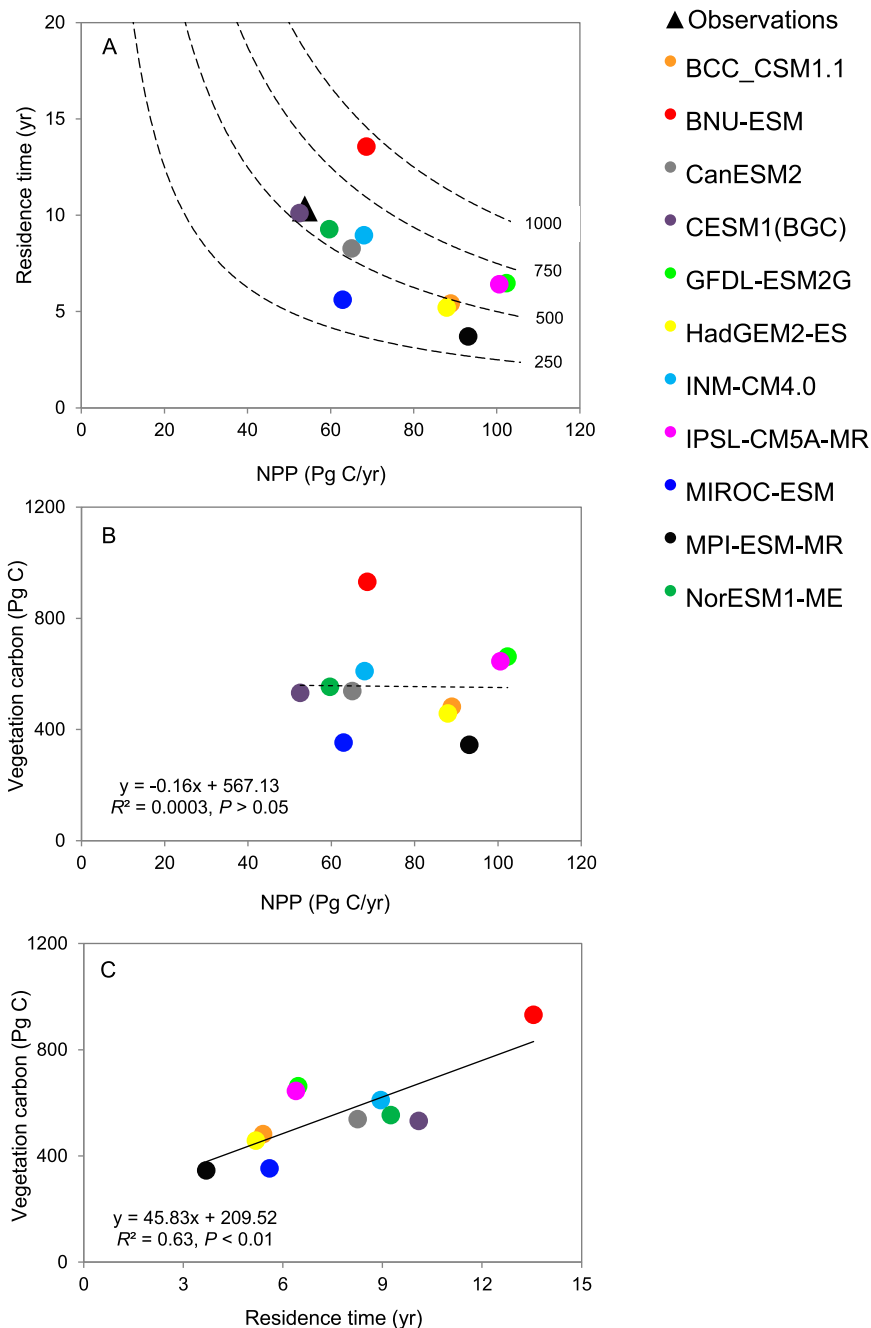 A
20
15
10
5
0
Residence time (yr)
1000
750
500
250
0 20 40 60 80 100 120
NPP (Pg C/yr)
Observations
BCC_CSM1.1
BNU-ESM
CanESM2
CESM1(BGC)
GFDL-ESM2G
HadGEM2-ES
INM-CM4.0
IPSL-CM5A-MR
MIROC-ESM
MPI-ESM-MR
NorESM1-ME
B
1200
800
400
0
Vegetation carbon (Pg C)
y = -0.16x + 567.13
R² = 0.0003, P > 0.05
0 20 40 60 80 100 120
NPP (Pg C/yr)
C
1200
800
400
0
Vegetation carbon (Pg C)
y = 45.83x + 209.52
R² = 0.63, P < 0.01
0 3 6 9 12 15
Residence time (yr)